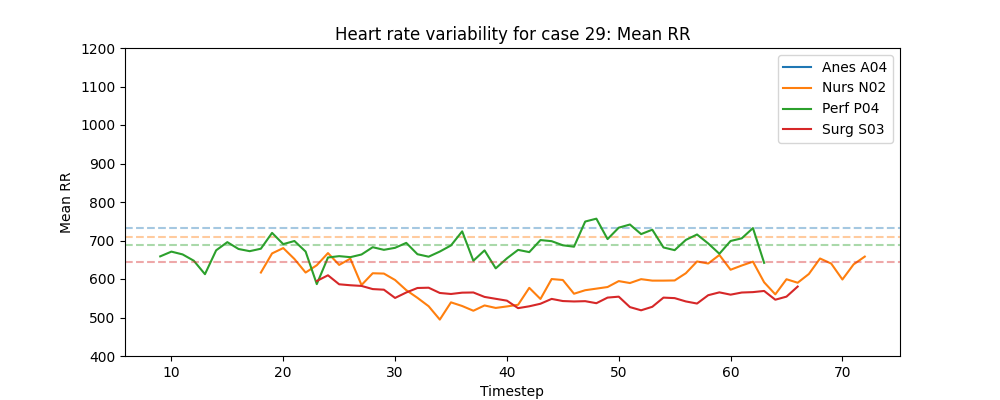 Heart rate variability for case 29: Mean RR
1200
1100
1000
900
800
700
600
500
400
Mean RR
10
20
30
40
50
60
70
Timestep
Anes A04
Nurs N02
Perf P04
Surg S03